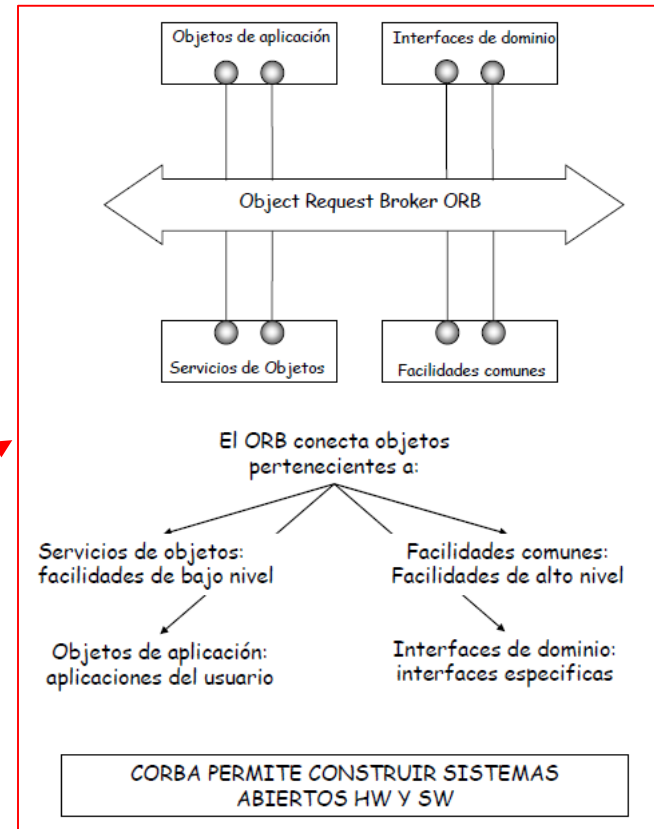 Objetos de aplicación
Interfaces de dominio
Object Request Broker ORB
Servicios de Objetos
Facilidades comunes
El ORB conecta objetos
pertenecientes a:
Servicios de objetos:
facilidades de bajo nivel
Facilidades comunes:
Facilidades de alto nivel
Objetos de aplicación:
aplicaciones del usuario
Interfaces de dominio:
interfaces especificas
CORBA PERMITE CONSTRUIR SISTEMAS
ABIERTOS HW Y SW